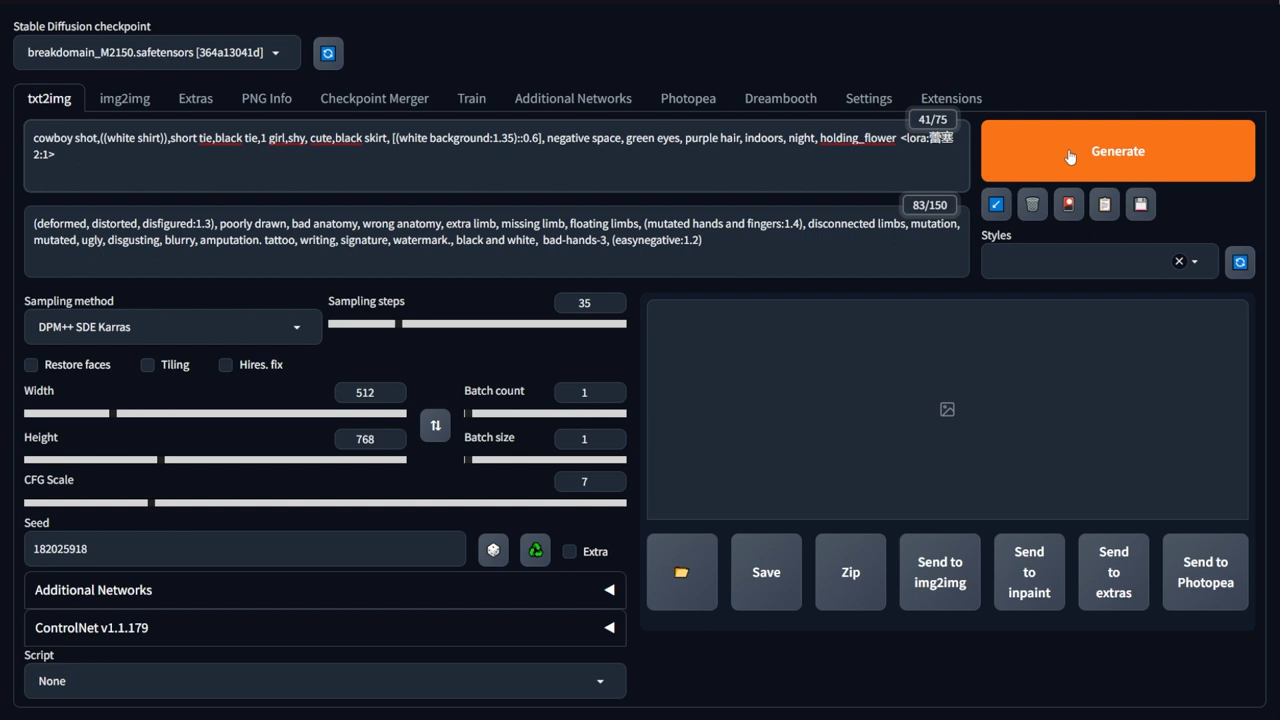 Stable Diffusion checkpoint
breakdomain_M2150.safetensors [364a13041d]
txt2img img2img Extras PNG Info Checkpoint Merger Train Additional Networks Photopea Dreambooth Settings Extensions
41/75
cowboy shot,((white shirt)),short tie,black tie,1 girl,shy, cute,black skirt, [(white background:1.35)::0.6], negative space, green eyes, purple hair, indoors, night, holding_flower <lora:蕾塞
2:1>
Generate
83/150
(deformed, distorted, disfigured:1.3), poorly drawn, bad anatomy, wrong anatomy, extra limb, missing limb, floating limbs, (mutated hands and fingers:1.4), disconnected limbs, mutation,
mutated, ugly, disgusting, blurry, amputation. tattoo, writing, signature, watermark., black and white, bad-hands-3, (easynegative:1.2)
Styles
Sampling method
DPM++ SDE Karras
Sampling steps 35
Restore faces Tiling Hires. fix
Width 512
Batch count 1
Height 768
Batch size 1
CFG Scale 7
Seed
182025918
Extra
Additional Networks
ControlNet v1.1.179
Script
None
Save
Zip
Send to
img2img
Send
to
inpaint
Send
to
extras
Send to
Photopea